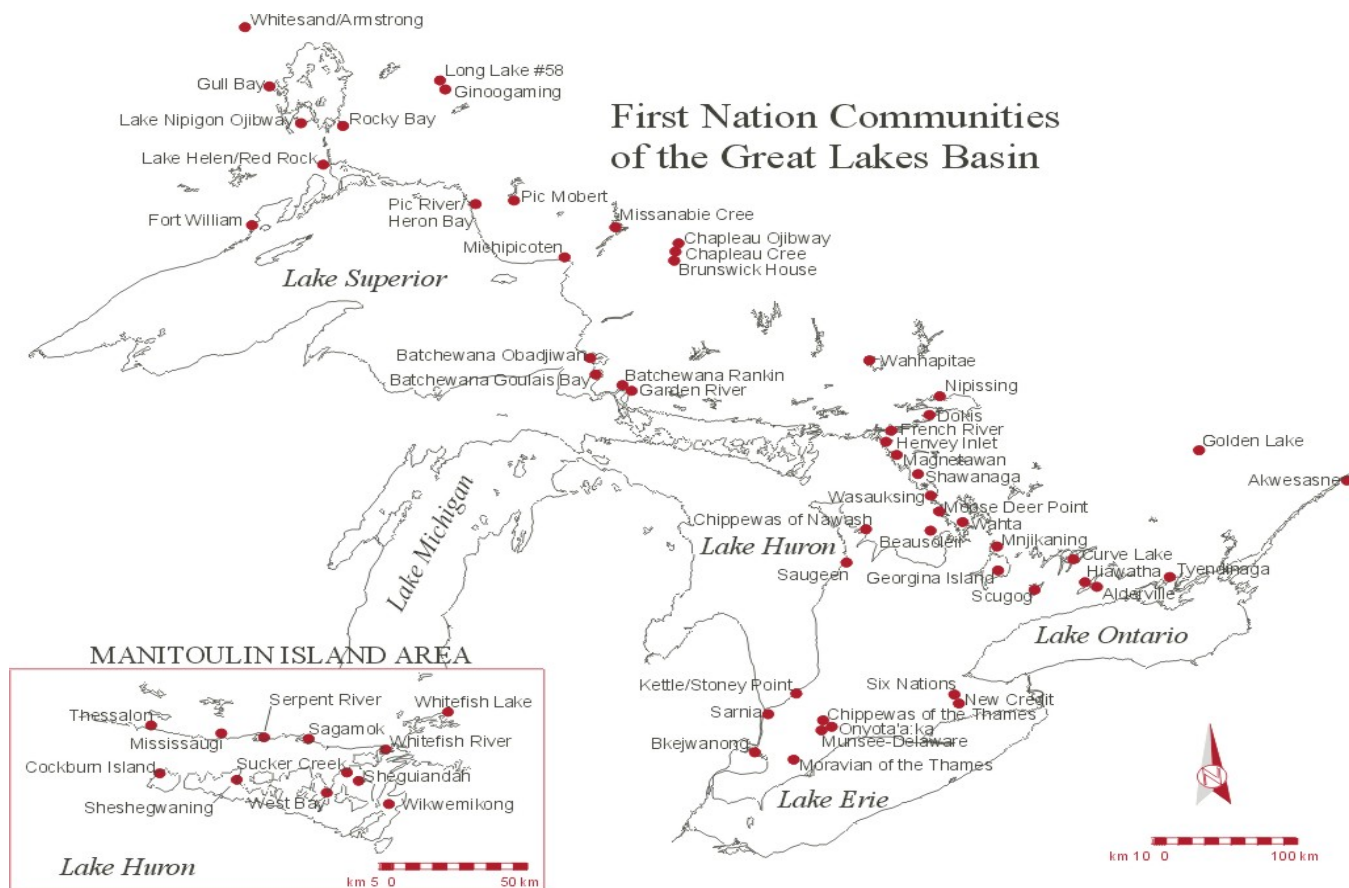 Whitesand/Armstrong
Long Lake #58
Gull Bay
Ginoogaming
First Nation Communities
of the Great Lakes Basin
Lake Nipigon Ojibway
Rocky Bay
Lake Helen/Red Rock
Pic Mobert
Pic River/
Heron Bay
Missanabie Cree
Fort William
Chapleau Ojibway
Michipicoten
Chapleau Cree
Brunswick House
Lake Superior
Batchewana Obadjiwan
Wahnapitae
Batchewana Goulais Bay
Batchewana Rankin
Garden River
Nipissing
Dokis
French River
Henvey Inlet
Golden Lake
Magnetawan
Shawanaga
Akwesasne
Wasauksing
Moose Deer Point
Chippewas of Nawash
Wahta
Lake Michigan
Lake Huron
Beausoleil
Mnjikaning
Curve Lake
Saugeen
Georgina Island
Hiawatha
Tyendinaga
Scugog
Alderville
Lake Ontario
MANITOULIN ISLAND AREA
Kettle/Stoney Point
Six Nations
New Credit
Serpent River
Whitefish Lake
Thessalon
Sarnia
Chippewas of the Thames
Sagamok
Onyota'a:ka
Mississaugi
Whitefish River
Bkejwanong
Munsee-Delaware
Cockburn Island
Sucker Creek
Sheguiandah
Moravian of the Thames
Sheshegwaning
West Bay
Wikwemikong
Lake Erie
N
Lake Huron
km 5 0 50 km
km 10 0 100 km